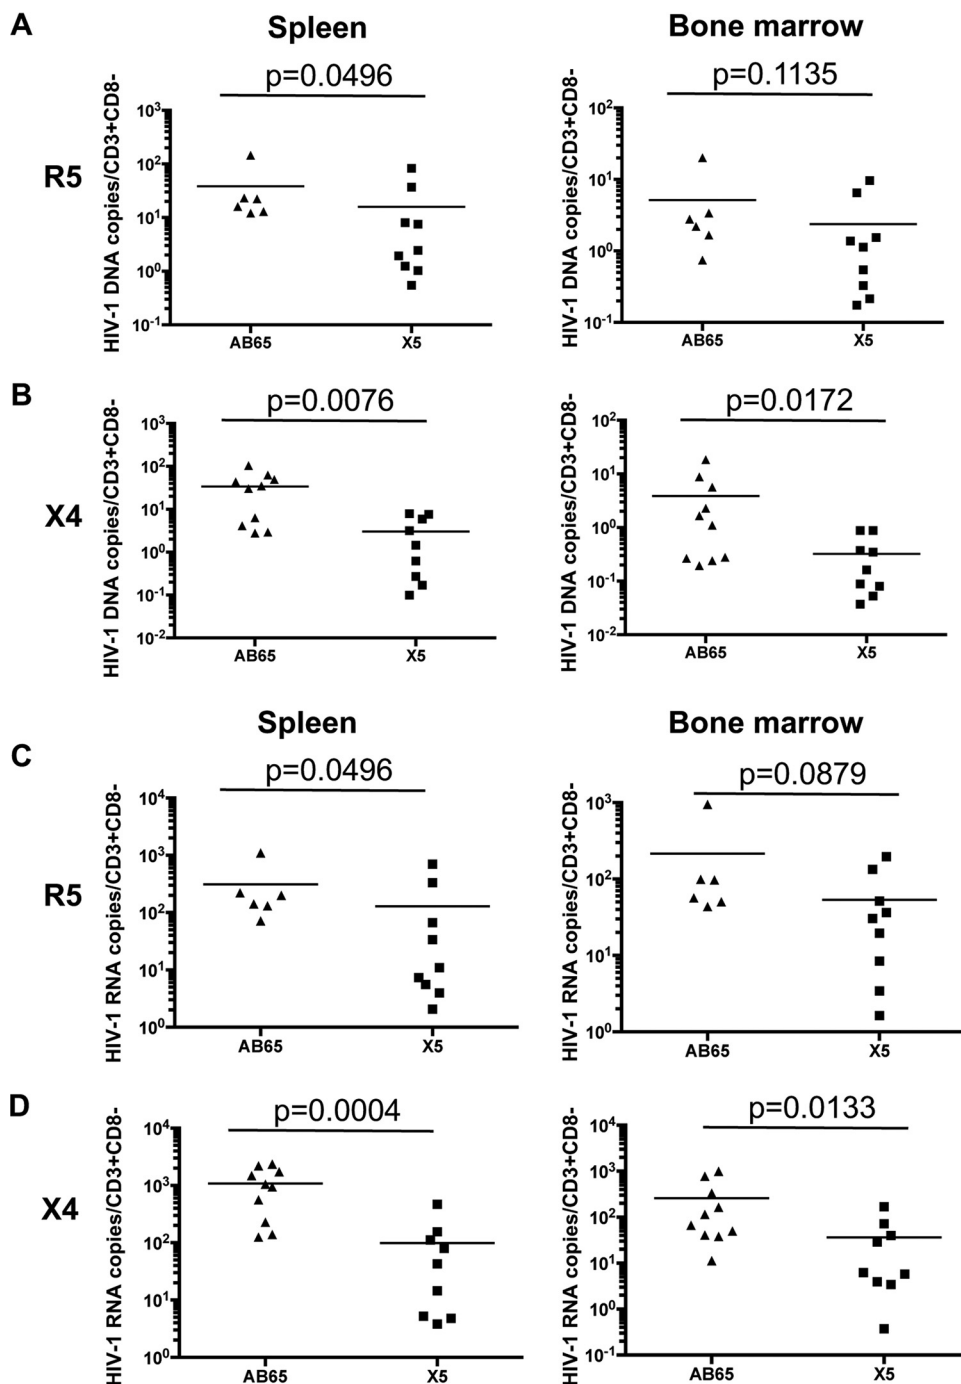 A
Spleen
Bone marrow
R5
p=0.0496
HIV-1 DNA copies/CD3+CD8-
10³
10²
10¹
10⁰
10⁻¹
AB65
X5
p=0.1135
HIV-1 DNA copies/CD3+CD8-
10²
10¹
10⁰
10⁻¹
AB65
X5
B
X4
p=0.0076
HIV-1 DNA copies/CD3+CD8-
10³
10²
10¹
10⁰
10⁻¹
10⁻²
AB65
X5
p=0.0172
HIV-1 DNA copies/CD3+CD8-
10²
10¹
10⁰
10⁻¹
10⁻²
AB65
X5
Spleen
Bone marrow
C
R5
p=0.0496
HIV-1 RNA copies/CD3+CD8-
10⁴
10³
10²
10¹
10⁰
AB65
X5
p=0.0879
HIV-1 RNA copies/CD3+CD8-
10³
10²
10¹
10⁰
AB65
X5
D
X4
p=0.0004
HIV-1 RNA copies/CD3+CD8-
10⁴
10³
10²
10¹
10⁰
AB65
X5
p=0.0133
HIV-1 RNA copies/CD3+CD8-
10⁴
10³
10²
10¹
10⁰
10⁻¹
AB65
X5